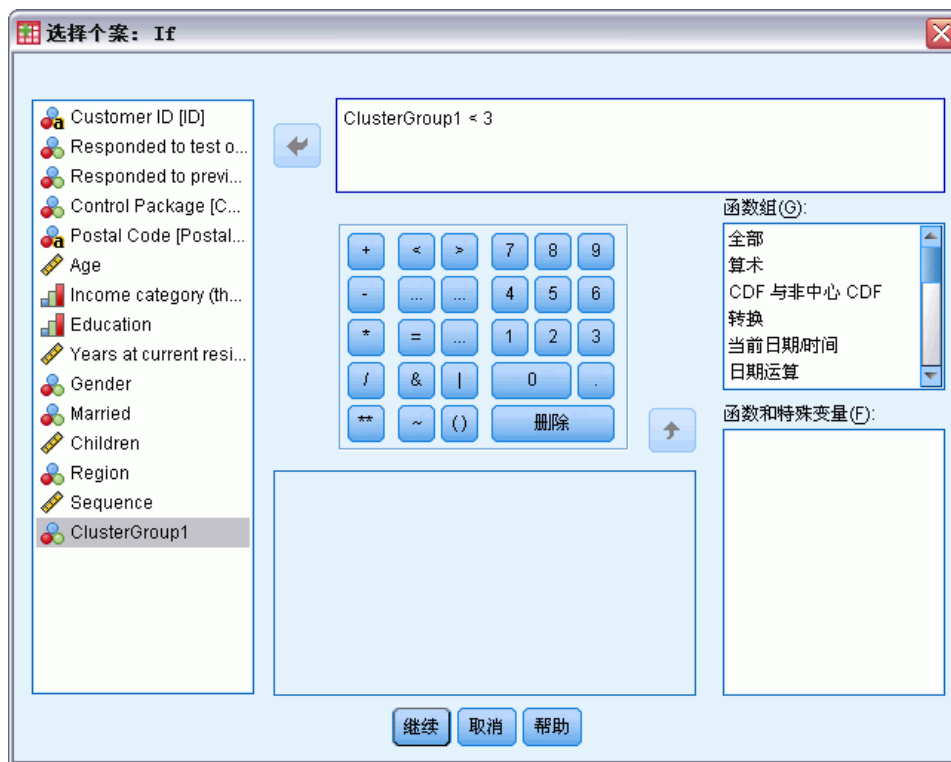 选择个案: If
Customer ID [ID]
Responded to test o...
Responded to previ...
Control Package [C...
Postal Code [Postal...
Age
Income category (th...
Education
Years at current resi...
Gender
Married
Children
Region
Sequence
ClusterGroup1
ClusterGroup1 < 3
+ < > 7 8 9
- ... ... 4 5 6
* = ... 1 2 3
/ & | 0 .
** ~ () 删除
函数组(G):
全部
算术
CDF 与非中心 CDF
转换
当前日期/时间
日期运算
函数和特殊变量(F):
继续 取消 帮助